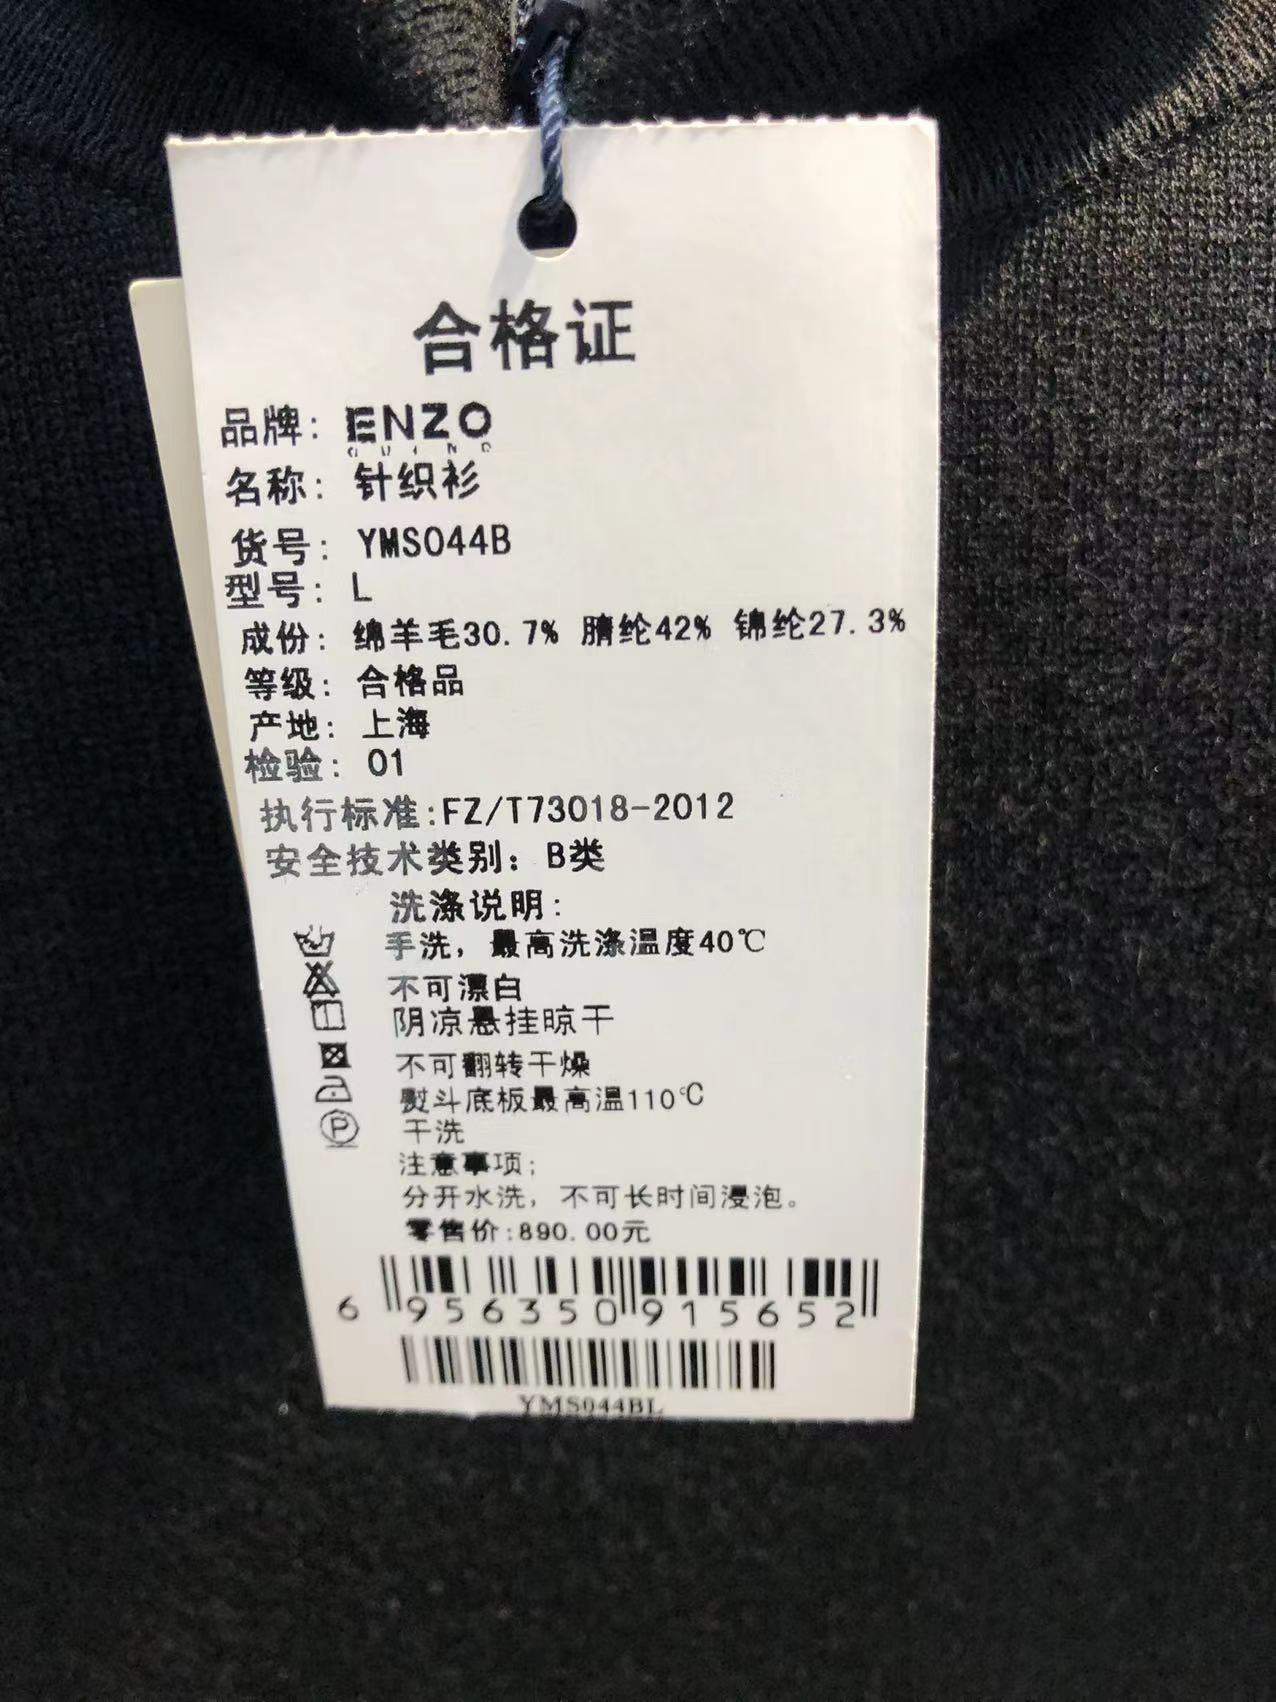 合格证
品牌: ENZO
名称: 针织衫
货号: YMS044B
型号: L
成份: 绵羊毛30.7% 腈纶42% 锦纶27.3%
等级: 合格品
产地: 上海
检验: 01
执行标准:FZ/T73018-2012
安全技术类别: B类
洗涤说明:
手洗, 最高洗涤温度40℃
不可漂白
阴凉悬挂晾干
不可翻转干燥
熨斗底板最高温110℃
P 干洗
注意事项;
分开水洗, 不可长时间浸泡。
零售价:890.00元
6 956350 915652
YMS044BL